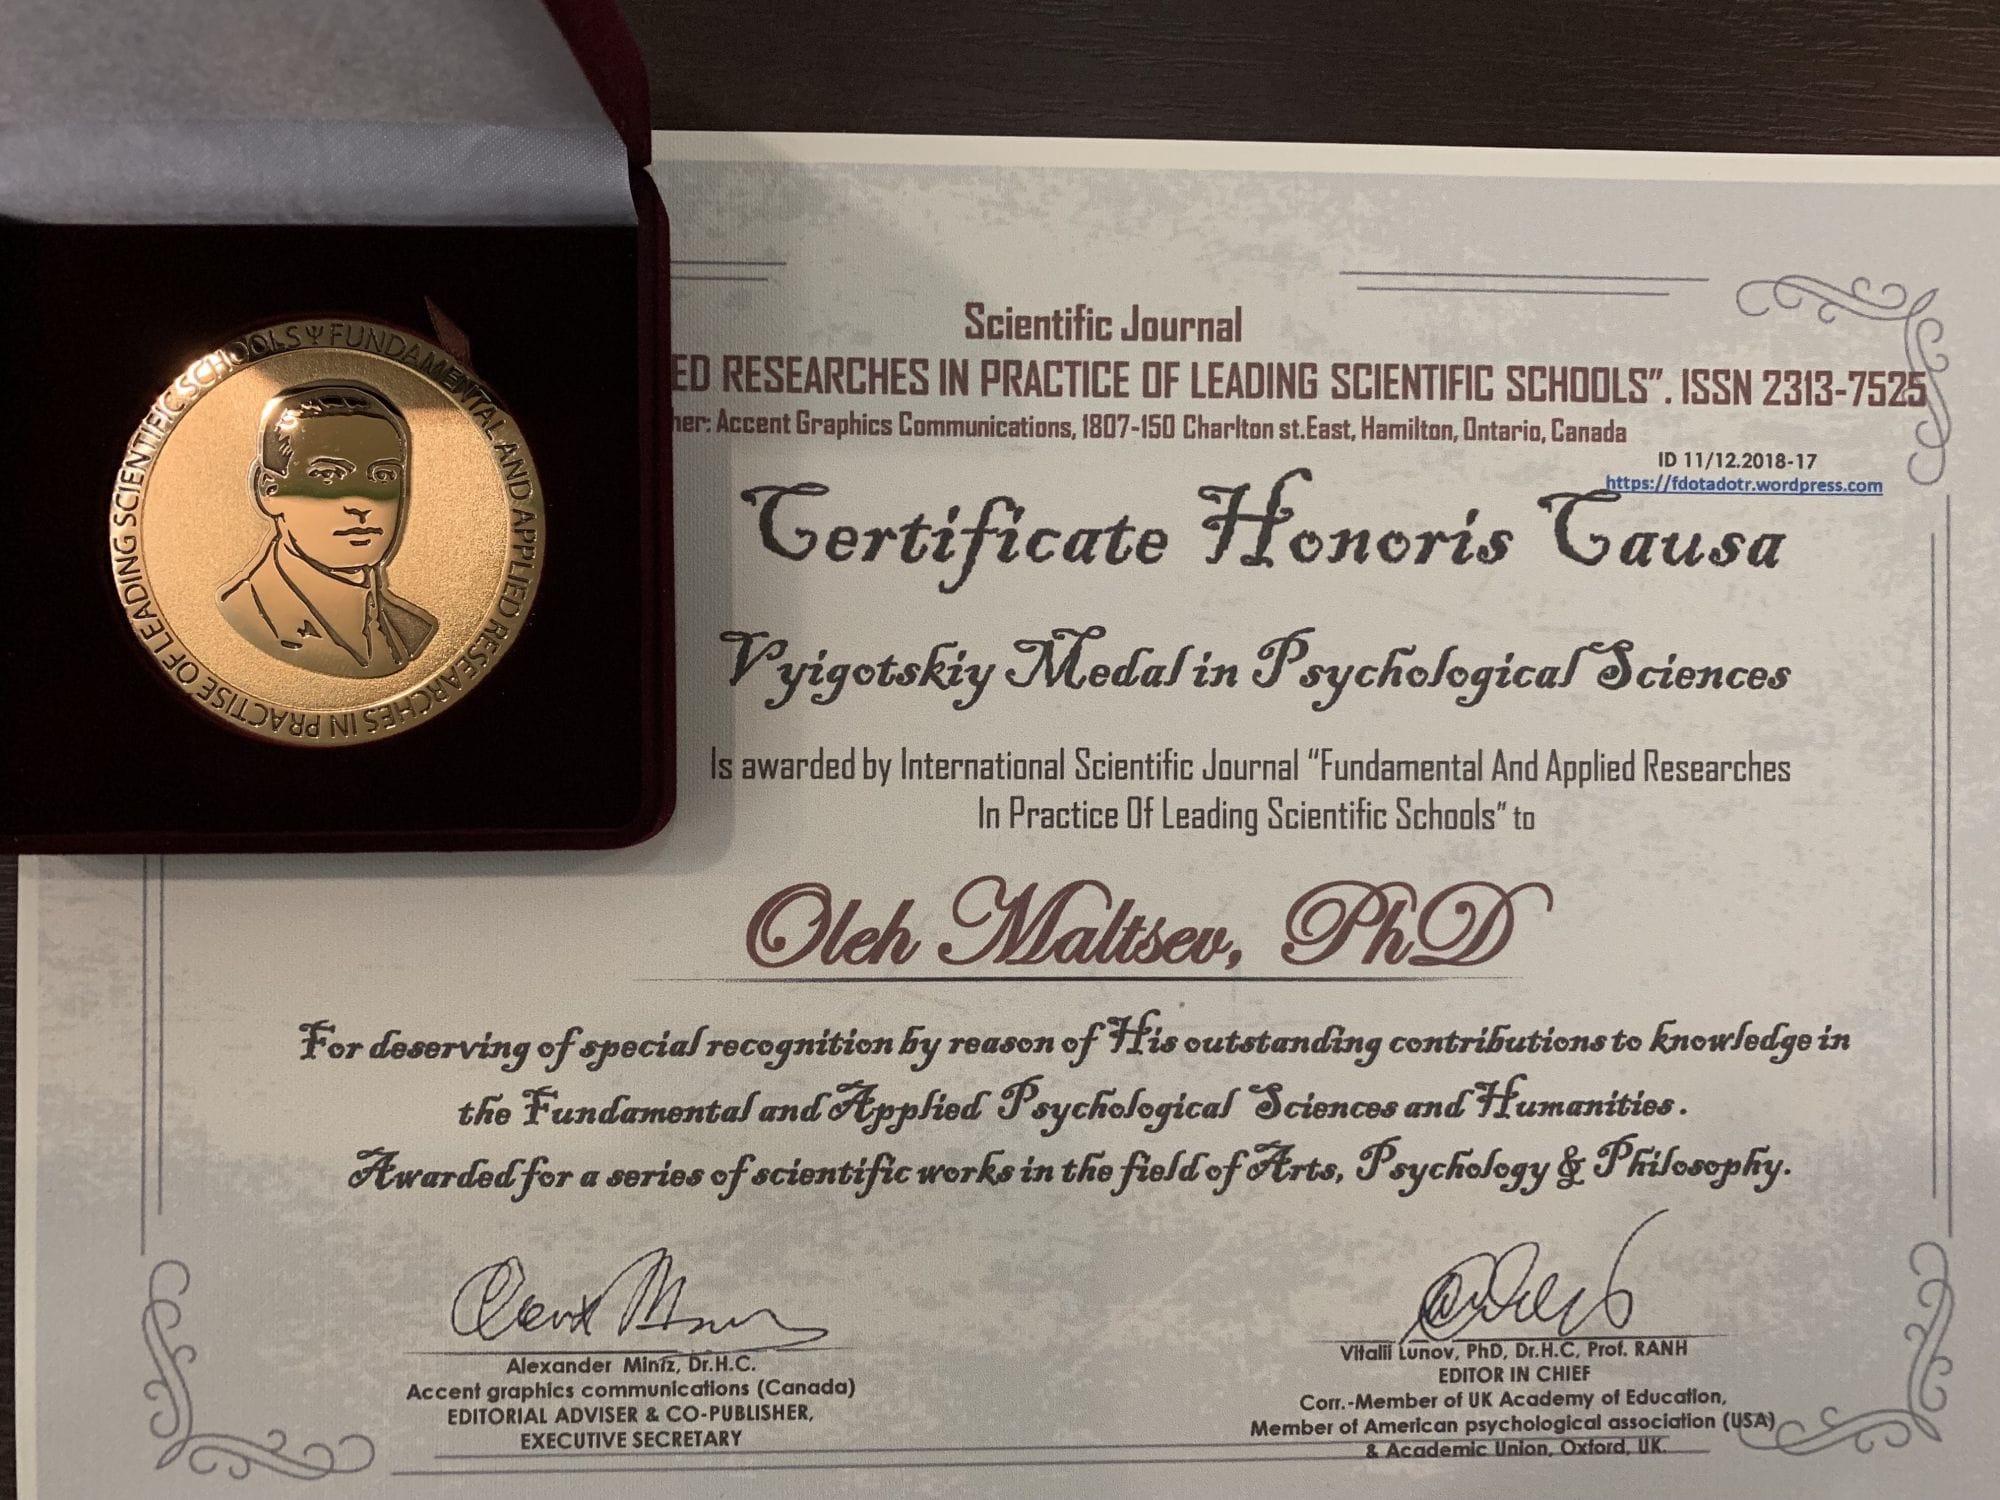 SCHOOLS Ψ FUNDAMENTAL AND APPLIED RESEARCHES IN PRACTISE OF LEADING SCIENTIFIC
Scientific Journal
RESEARCHES IN PRACTICE OF LEADING SCIENTIFIC SCHOOLS". ISSN 2313-7525
Accent Graphics Communications, 1807-150 Charlton st.East, Hamilton, Ontario, Canada
ID 11/12.2018-17
https://fdotadotr.wordpress.com
Certificate Honoris Causa
Vyigotskiy Medal in Psychological Sciences
Is awarded by International Scientific Journal "Fundamental And Applied Researches
In Practice Of Leading Scientific Schools" to
Oleh Maltsev, PhD
For deserving of special recognition by reason of His outstanding contributions to knowledge in
the Fundamental and Applied Psychological Sciences and Humanities.
Awarded for a series of scientific works in the field of Arts, Psychology & Philosophy.
Alexander Mintz, Dr.H.C.
Accent graphics communications (Canada)
EDITORIAL ADVISER & CO-PUBLISHER,
EXECUTIVE SECRETARY
Vitalii Lunov, PhD, Dr.H.C, Prof. RANH
EDITOR IN CHIEF
Corr.-Member of UK Academy of Education,
Member of American psychological association (USA)
& Academic Union, Oxford, UK.